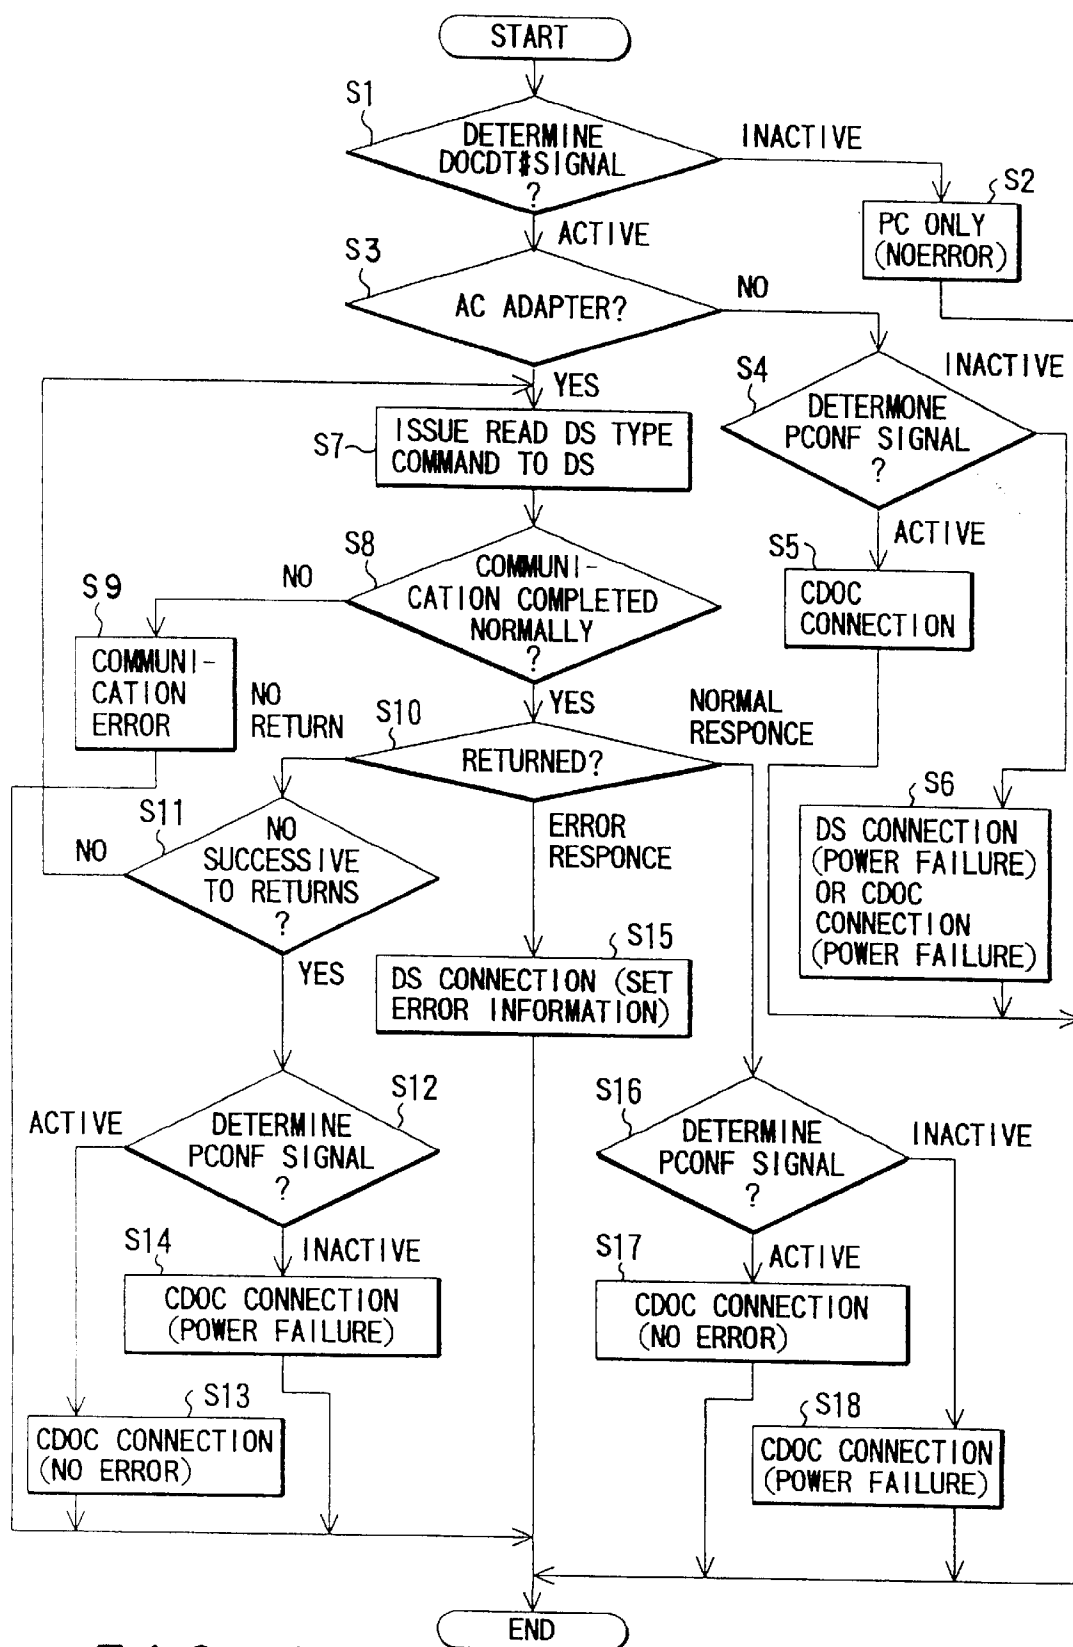 START
S1
DETERMINE
DOCDT#SIGNAL
?
INACTIVE
S2
PC ONLY
(NOERROR)
ACTIVE
S3
AC ADAPTER?
NO
YES
S4
INACTIVE
DETERMONE
PCONF SIGNAL
?
S7
ISSUE READ DS TYPE
COMMAND TO DS
ACTIVE
S5
CDOC
CONNECTION
S8
COMMUNI-
CATION COMPLETED
NORMALLY
?
NO
S9
COMMUNI-
CATION
ERROR
YES
NO
RETURN
S10
RETURNED?
NORMAL
RESPONCE
S6
DS CONNECTION
(POWER FAILURE)
OR CDOC
CONNECTION
(POWER FAILURE)
S11
NO
SUCCESSIVE
TO RETURNS
?
NO
ERROR
RESPONCE
YES
S15
DS CONNECTION (SET
ERROR INFORMATION)
S12
DETERMINE
PCONF SIGNAL
?
ACTIVE
S16
DETERMINE
PCONF SIGNAL
?
INACTIVE
S14
INACTIVE
CDOC CONNECTION
(POWER FAILURE)
S17
ACTIVE
CDOC CONNECTION
(NO ERROR)
S13
CDOC CONNECTION
(NO ERROR)
S18
CDOC CONNECTION
(POWER FAILURE)
END